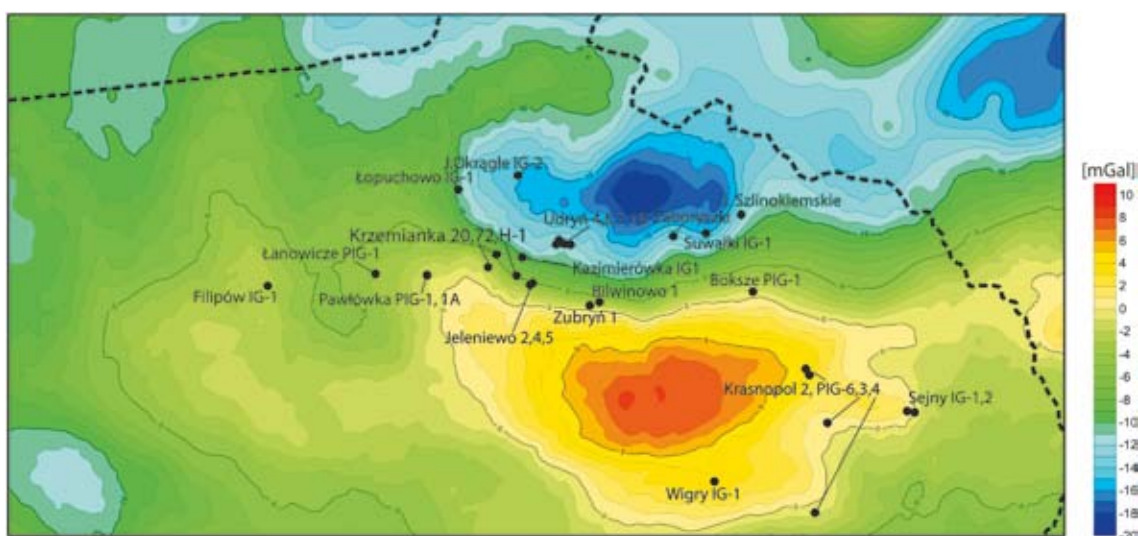 [mGal]
J.Okrągłe IG-2
Łopuchowo IG-1
Szlinokiemskie
Udryń
Krzemianka 20,72,H-1
Suwałki IG-1
Łanowicze PIG-1
Kazimierówka IG1
Filipów IG-1
Pawłówka PIG-1, 1A
Boksze PIG-1
Bilwinowo 1
Zubryń 1
Jeleniewo 2,4,5
Krasnopol 2, PIG-6,3,4
Sejny IG-1,2
Wigry IG-1
10
8
6
4
2
0
-2
-4
-6
-8
-10
-12
-14
-16
-18
-20